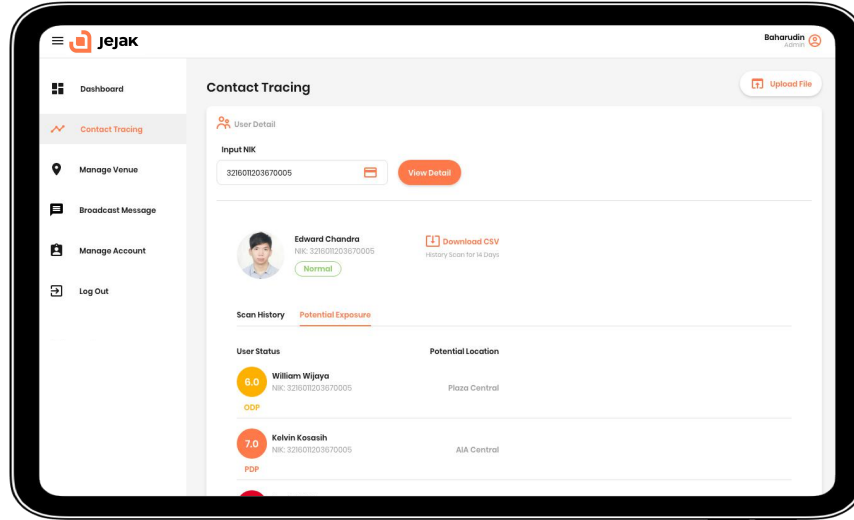 jejak
Baharudin
Admin
Dashboard
Contact Tracing
Manage Venue
Broadcast Message
Manage Account
Log Out
Contact Tracing
Upload File
User Detail
Input NIK
3216011203670005
View Detail
Edward Chandra
NIK: 3216011203670005
Normal
Download CSV
History Scan for 14 Days
Scan History Potential Exposure
User Status Potential Location
6.0
William Wijaya
NIK: 3216011203670005
Plaza Central
ODP
7.0
Kelvin Kosasih
NIK: 3216011203670005
AIA Central
PDP